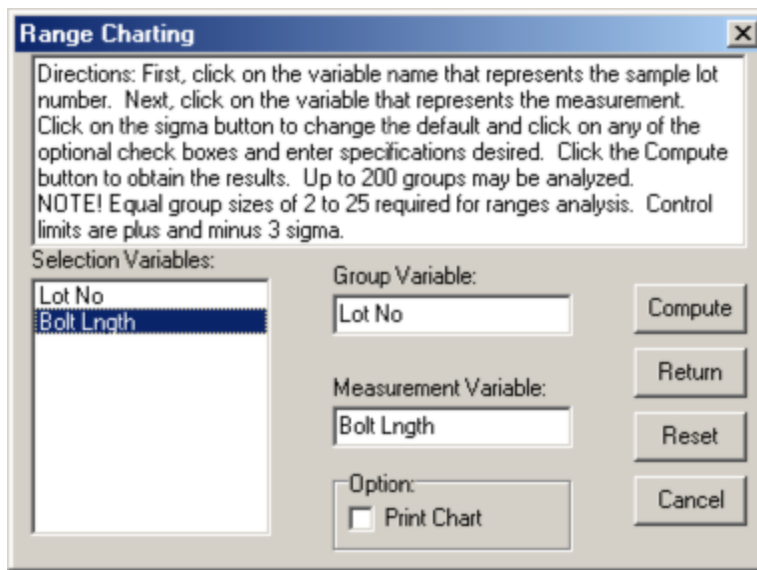 Range Charting
Directions: First, click on the variable name that represents the sample lot
number. Next, click on the variable that represents the measurement.
Click on the sigma button to change the default and click on any of the
optional check boxes and enter specifications desired. Click the Compute
button to obtain the results. Up to 200 groups may be analyzed.
NOTE! Equal group sizes of 2 to 25 required for ranges analysis. Control
limits are plus and minus 3 sigma.
Selection Variables:
Lot No
Bolt Lngth
Group Variable:
Lot No
Measurement Variable:
Bolt Lngth
Option:
Print Chart
Compute
Return
Reset
Cancel